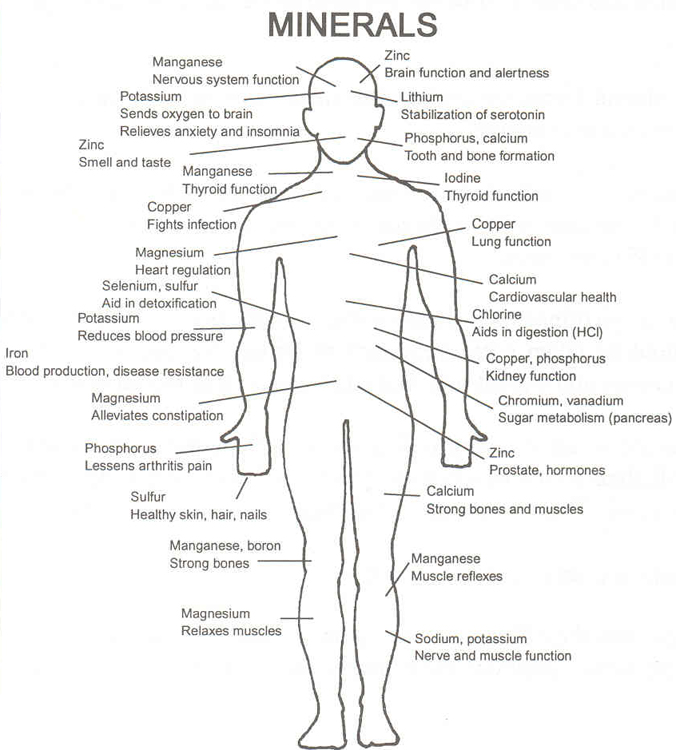 MINERALS
Manganese
Nervous system function
Potassium
Sends oxygen to brain
Relieves anxiety and insomnia
Zinc
Smell and taste
Manganese
Thyroid function
Copper
Fights infection
Magnesium
Heart regulation
Selenium, sulfur
Aid in detoxification
Potassium
Reduces blood pressure
Iron
Blood production, disease resistance
Magnesium
Alleviates constipation
Phosphorus
Lessens arthritis pain
Sulfur
Healthy skin, hair, nails
Manganese, boron
Strong bones
Magnesium
Relaxes muscles
Zinc
Brain function and alertness
Lithium
Stabilization of serotonin
Phosphorus, calcium
Tooth and bone formation
Iodine
Thyroid function
Copper
Lung function
Calcium
Cardiovascular health
Chlorine
Aids in digestion (HCl)
Copper, phosphorus
Kidney function
Chromium, vanadium
Sugar metabolism (pancreas)
Zinc
Prostate, hormones
Calcium
Strong bones and muscles
Manganese
Muscle reflexes
Sodium, potassium
Nerve and muscle function